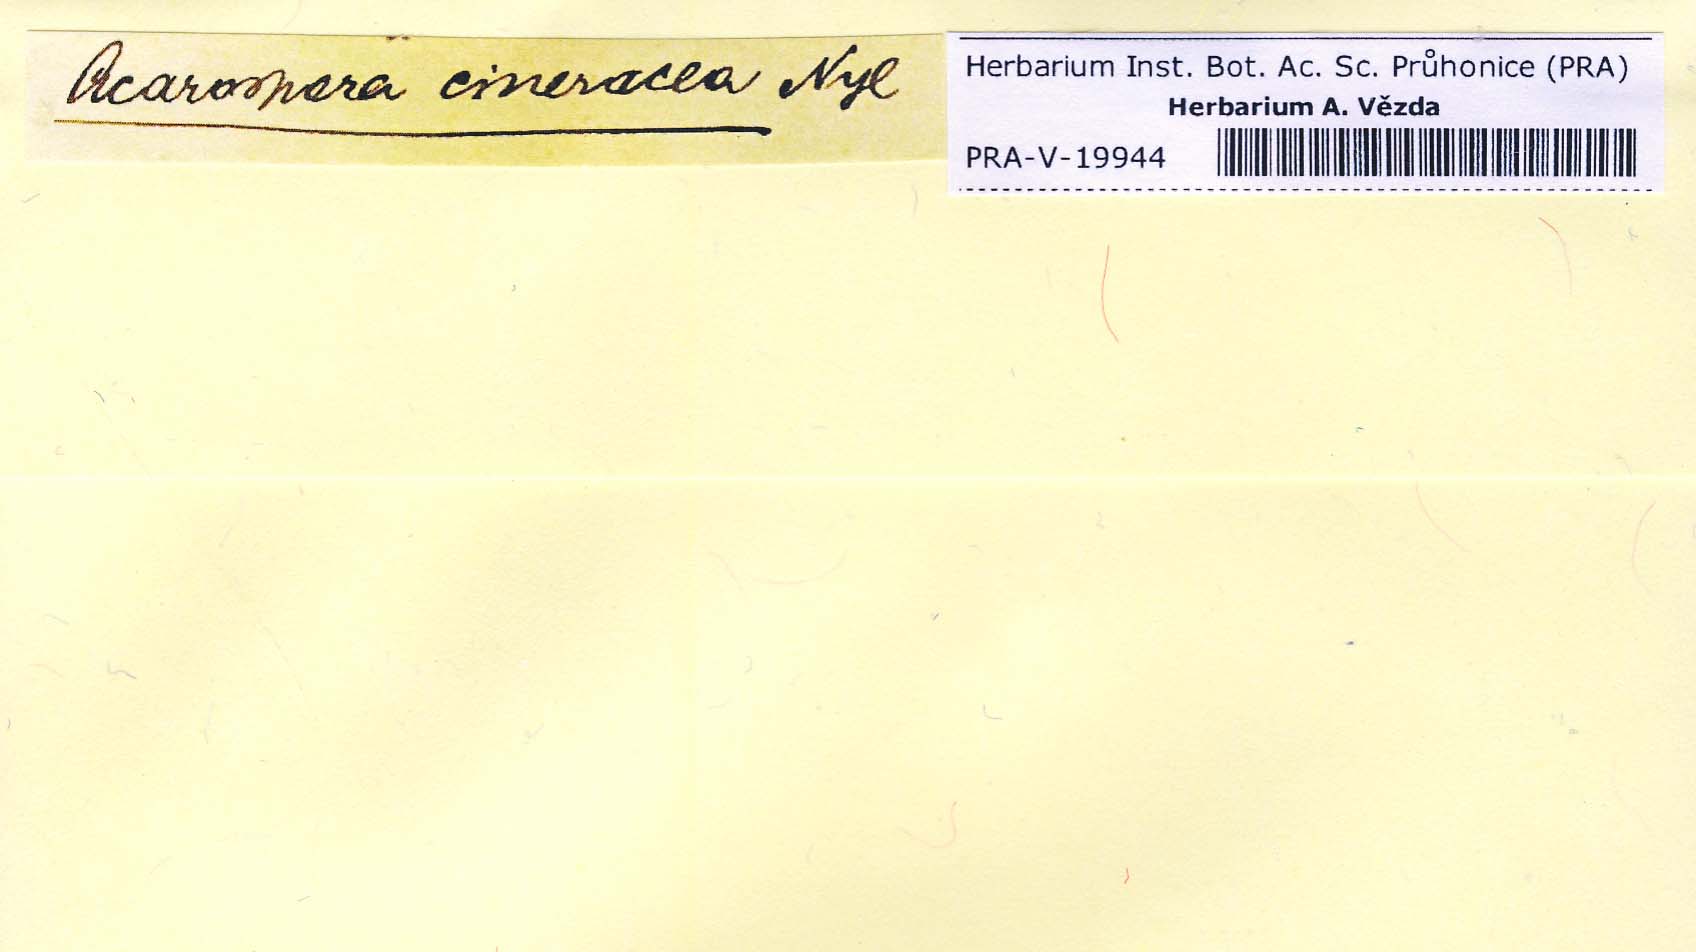 Acarospora cineracea Nyl
Herbarium Inst. Bot. Ac. Sc. Průhonice (PRA)
Herbarium A. Vězda
PRA-V-19944